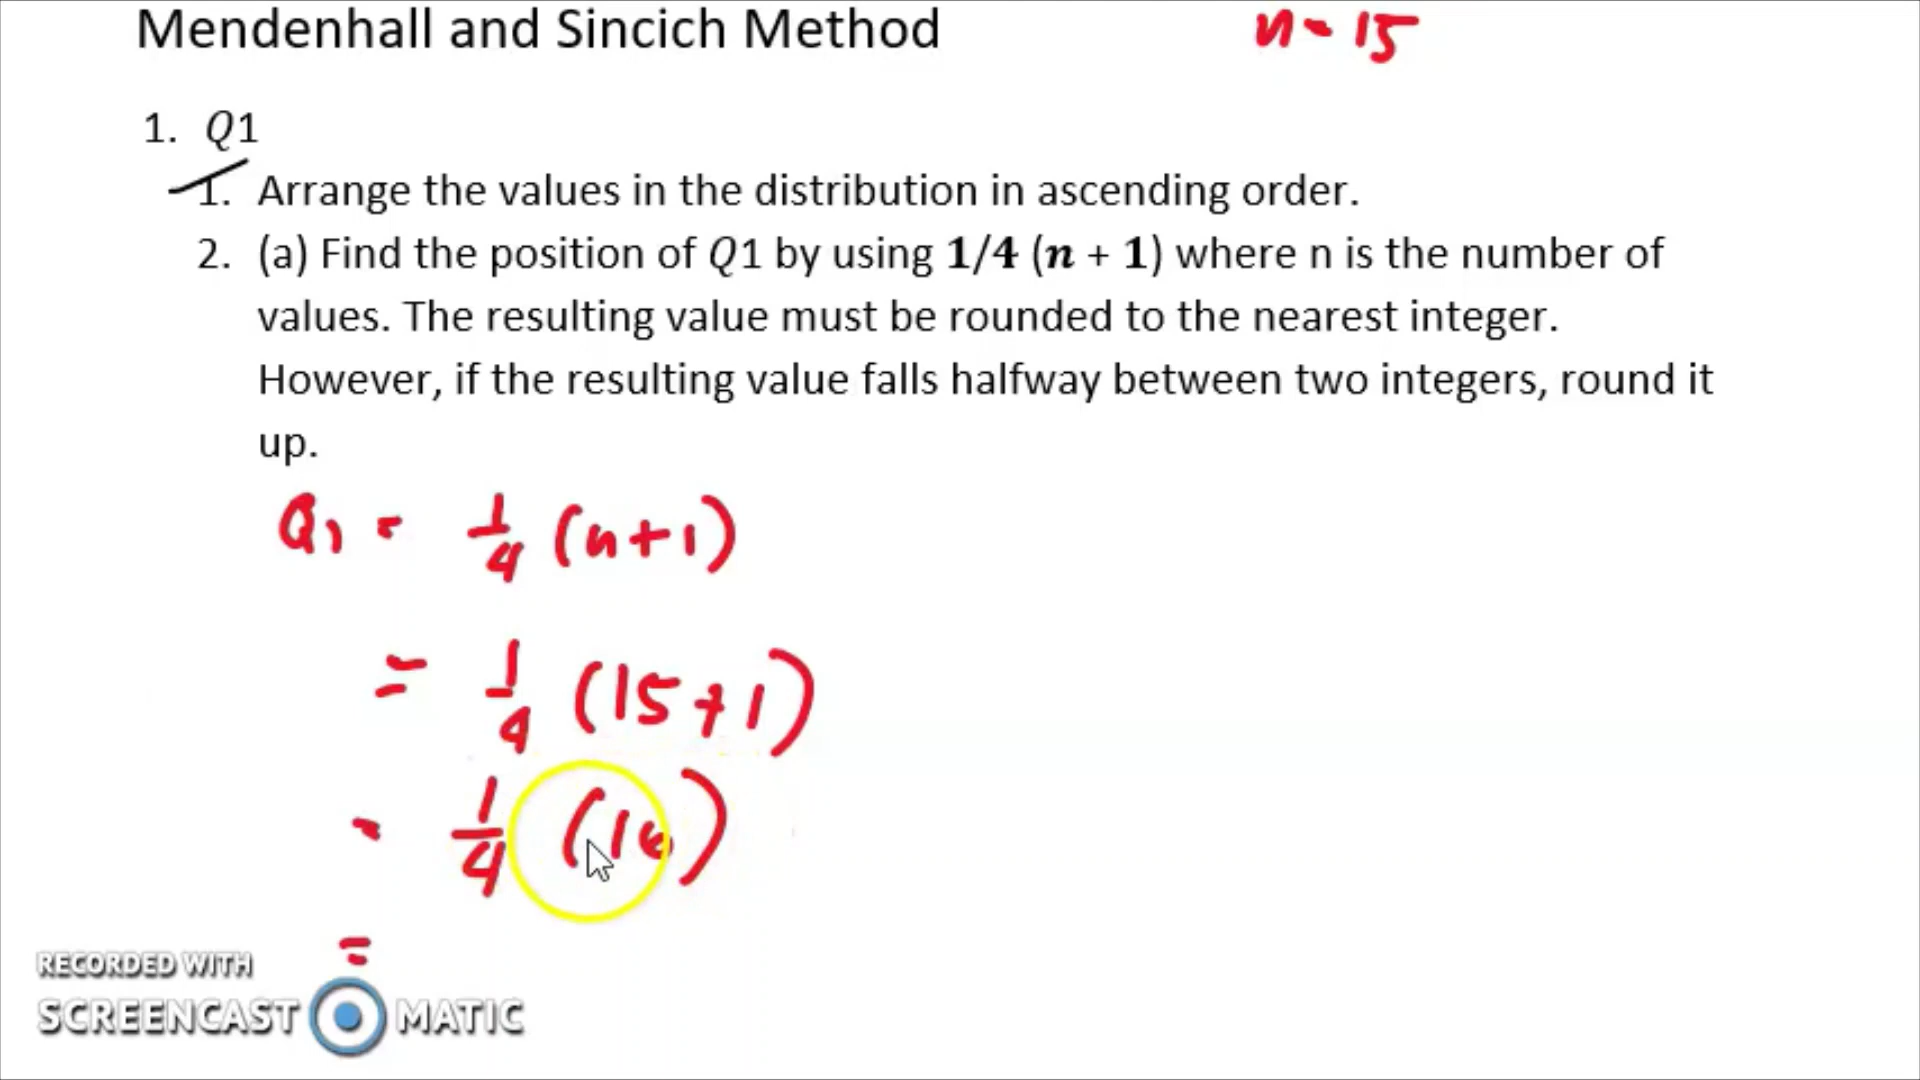 Mendenhall and Sincich Method
n = 15
1. Q1
1. Arrange the values in the distribution in ascending order.
2. (a) Find the position of Q1 by using 1/4 (n + 1) where n is the number of
values. The resulting value must be rounded to the nearest integer.
However, if the resulting value falls halfway between two integers, round it
up.
Q1 = 1/4 (n+1)
= 1/4 (15+1)
= 1/4 (16)
=
RECORDED WITH
SCREENCAST MATIC